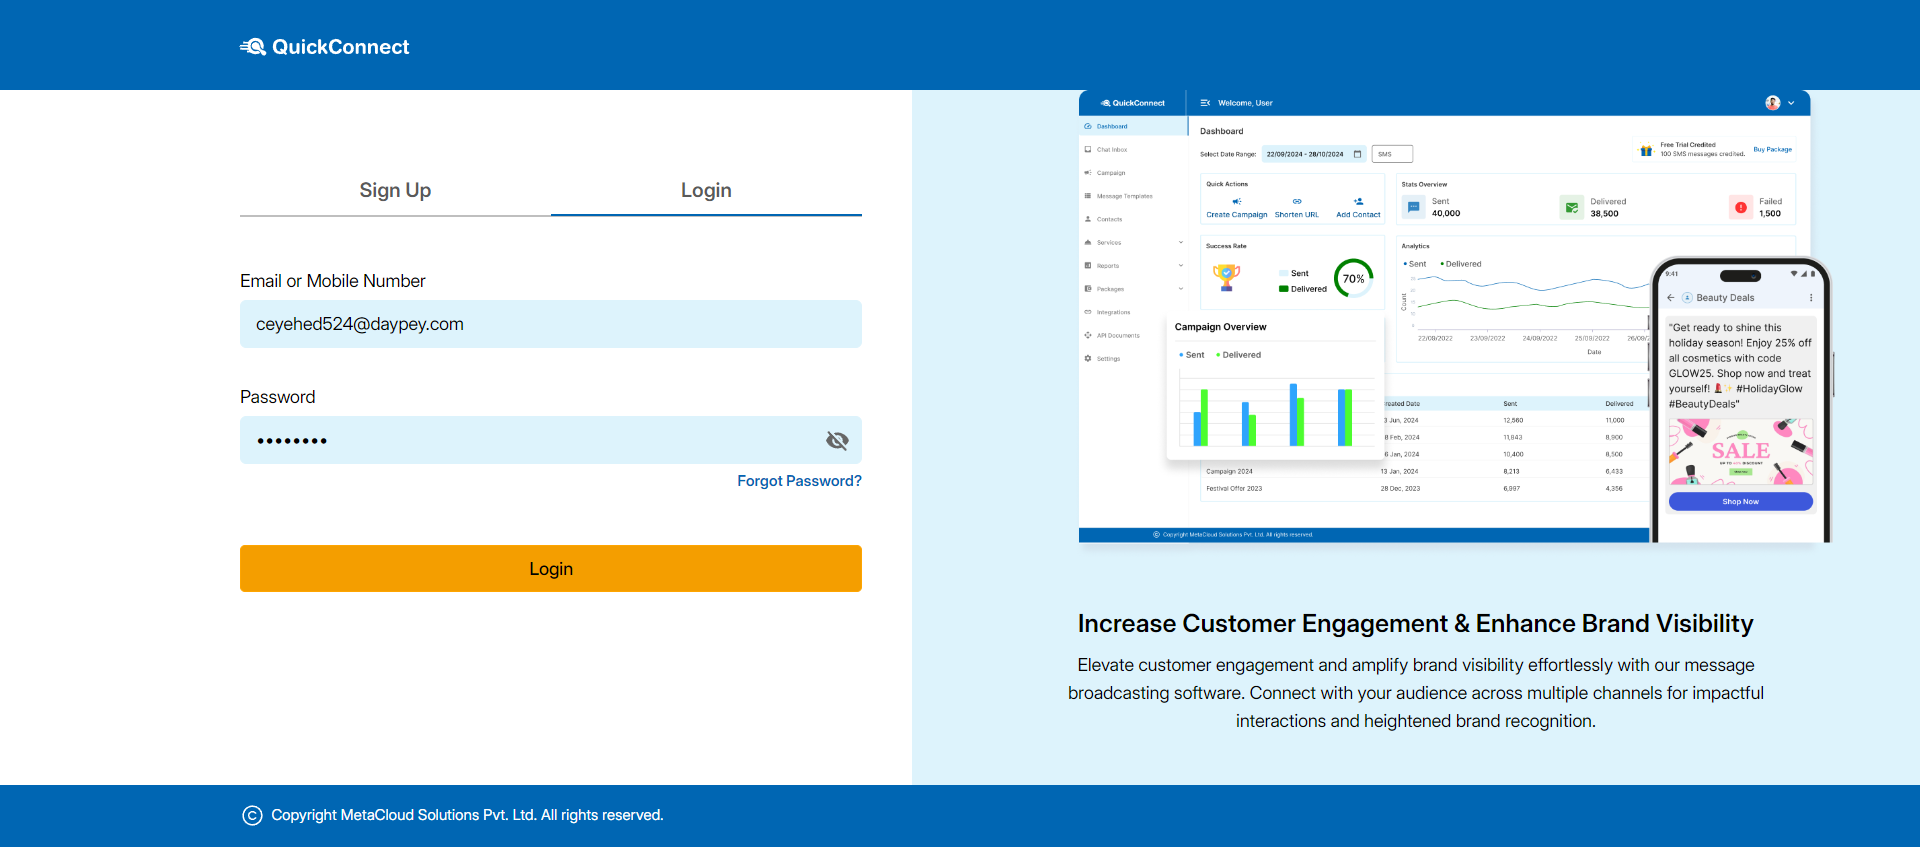 QuickConnect
Sign Up
Login
Email or Mobile Number
ceyehed524@daypey.com
Password
••••••••
Forgot Password?
Login
QuickConnect
Welcome, User
Dashboard
Chat Inbox
Campaign
Message Templates
Contacts
Services
Reports
Packages
Integrations
API Documents
Settings
Dashboard
Select Date Range:
22/09/2024 - 28/10/2024
SMS
Free Trial Credited
100 SMS messages credited.
Buy Package
Quick Actions
Create Campaign
Shorten URL
Add Contact
Stats Overview
Sent
40,000
Delivered
38,500
Failed
1,500
Success Rate
Sent
Delivered
70%
Analytics
Sent
Delivered
Count
22/09/2022
23/09/2022
24/09/2022
25/09/2022
26/09/2
Date
Campaign Overview
Sent
Delivered
reated Date
Sent
Delivered
3 Jun, 2024
12,560
11,000
8 Feb, 2024
11,843
8,900
6 Jan, 2024
10,400
8,500
Campaign 2024
13 Jan, 2024
8,213
6,433
Festival Offer 2023
28 Dec, 2023
6,997
4,356
© Copyright MetaCloud Solutions Pvt. Ltd. All rights reserved.
9:41
Beauty Deals
"Get ready to shine this
holiday season! Enjoy 25% off
all cosmetics with code
GLOW25. Shop now and treat
yourself! 💄✨ #HolidayGlow
#BeautyDeals"
SALE
Shop Now
Increase Customer Engagement & Enhance Brand Visibility
Elevate customer engagement and amplify brand visibility effortlessly with our message
broadcasting software. Connect with your audience across multiple channels for impactful
interactions and heightened brand recognition.
© Copyright MetaCloud Solutions Pvt. Ltd. All rights reserved.